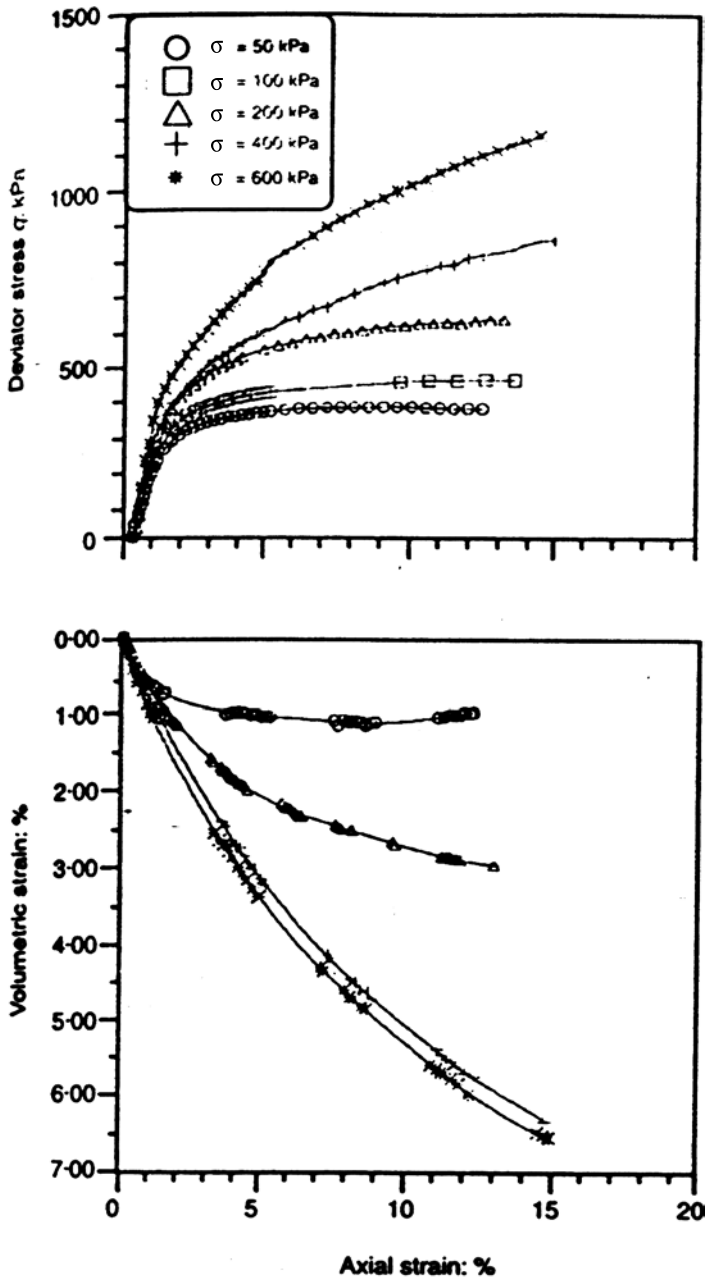 1500
1000
500
0
Deviator stress q. kPa
σ = 50 kPa
σ = 100 kPa
σ = 200 kPa
σ = 400 kPa
σ = 600 kPa
0·00
1·00
2·00
3·00
4·00
5·00
6·00
7·00
Volumetric strain: %
0 5 10 15 20
Axial strain: %